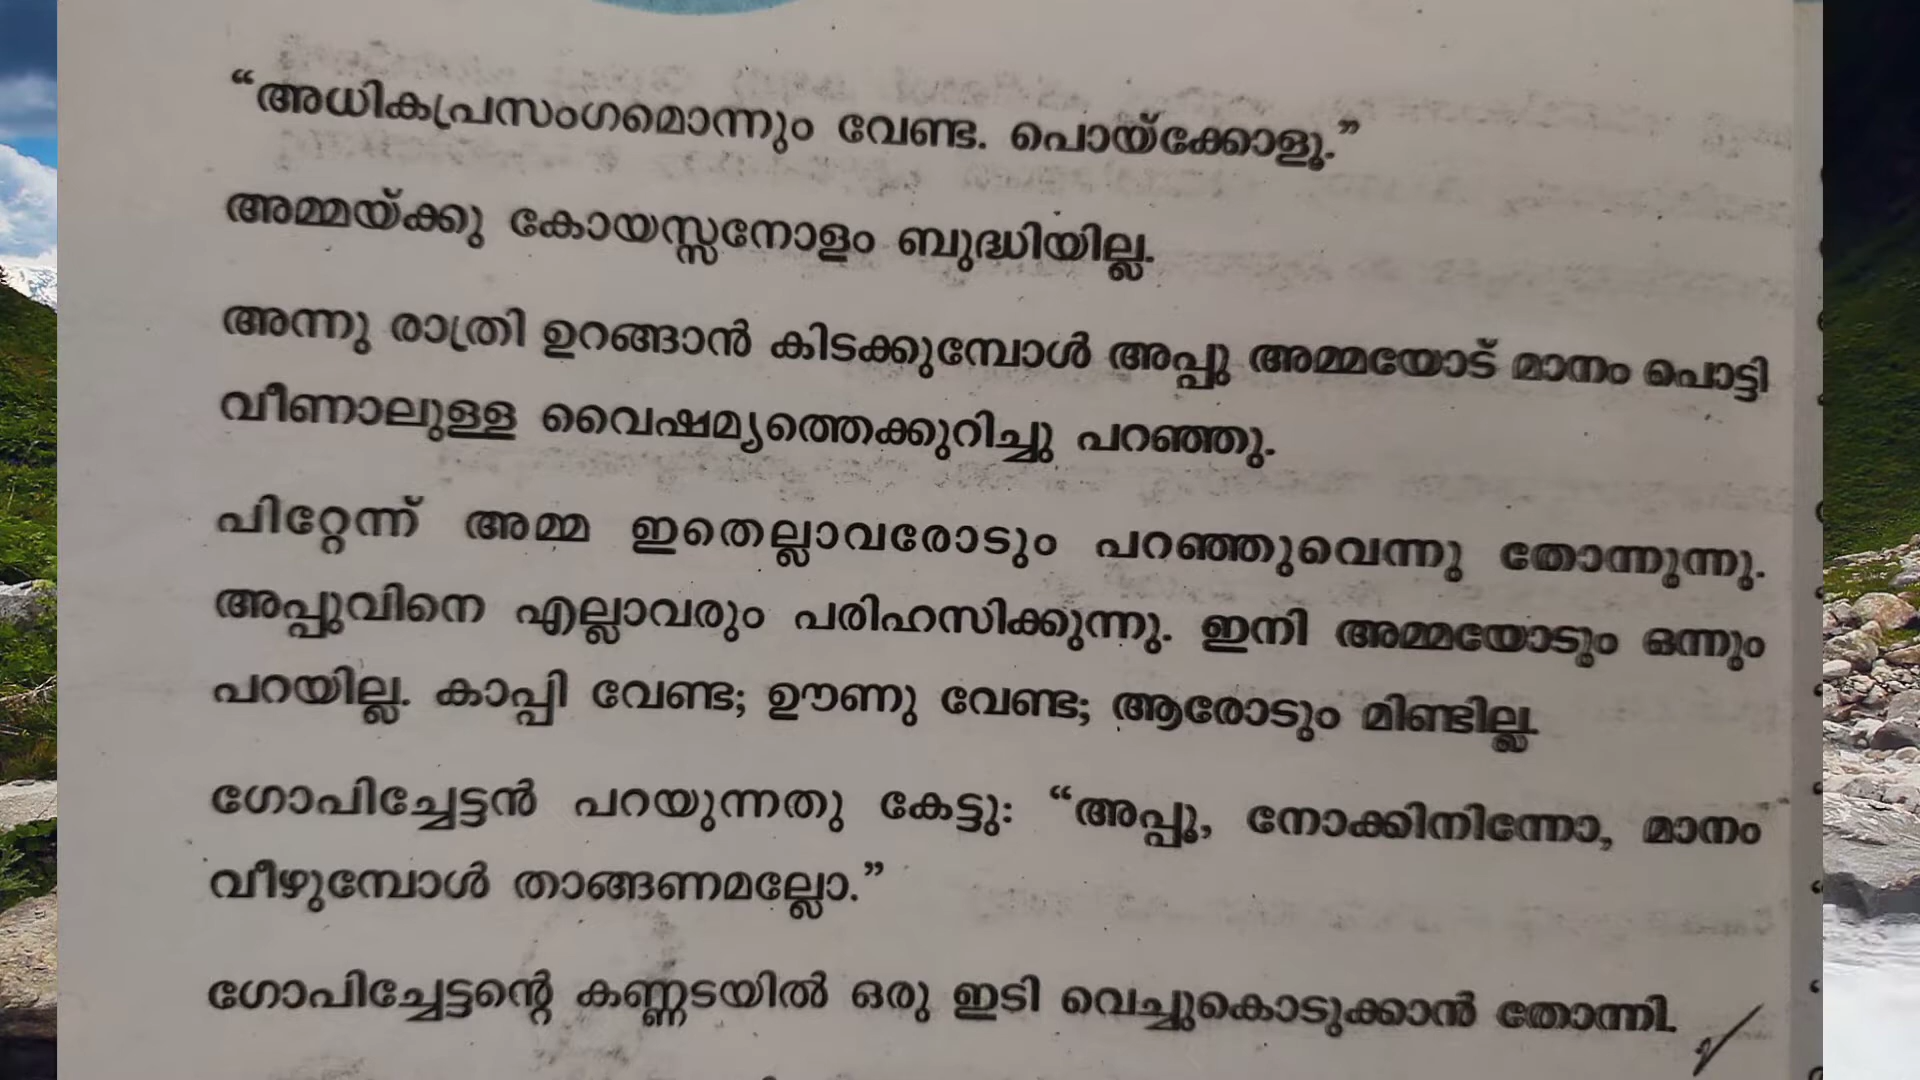 “അധികപ്രസംഗമൊന്നും വേണ്ട. പൊയ്ക്കോളൂ.”
അമ്മയ്ക്കു കോയസ്സനോളം ബുദ്ധിയില്ല.
അന്നു രാത്രി ഉറങ്ങാൻ കിടക്കുമ്പോൾ അപ്പു അമ്മയോട് മാനം പൊട്ടി
വീണാലുള്ള വൈഷമ്യത്തെക്കുറിച്ചു പറഞ്ഞു.
പിറ്റേന്ന് അമ്മ ഇതെല്ലാവരോടും പറഞ്ഞുവെന്നു തോന്നുന്നു.
അപ്പുവിനെ എല്ലാവരും പരിഹസിക്കുന്നു. ഇനി അമ്മയോടും ഒന്നും
പറയില്ല. കാപ്പി വേണ്ട; ഊണു വേണ്ട; ആരോടും മിണ്ടില്ല.
ഗോപിച്ചേട്ടൻ പറയുന്നതു കേട്ടു: “അപ്പൂ, നോക്കിനിന്നോ, മാനം
വീഴുമ്പോൾ താങ്ങണമല്ലോ.”
ഗോപിച്ചേട്ടന്റെ കണ്ണടയിൽ ഒരു ഇടി വെച്ചുകൊടുക്കാൻ തോന്നി.